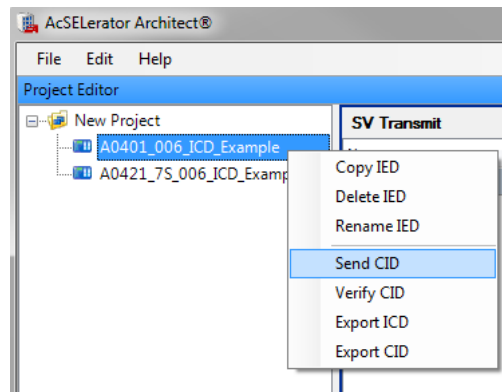 AcSELerator Architect®
File Edit Help
Project Editor
New Project
SV Transmit
A0401_006_ICD_Example
Copy IED
A0421_7S_006_ICD_Examp
Delete IED
Rename IED
Send CID
Verify CID
Export ICD
Export CID